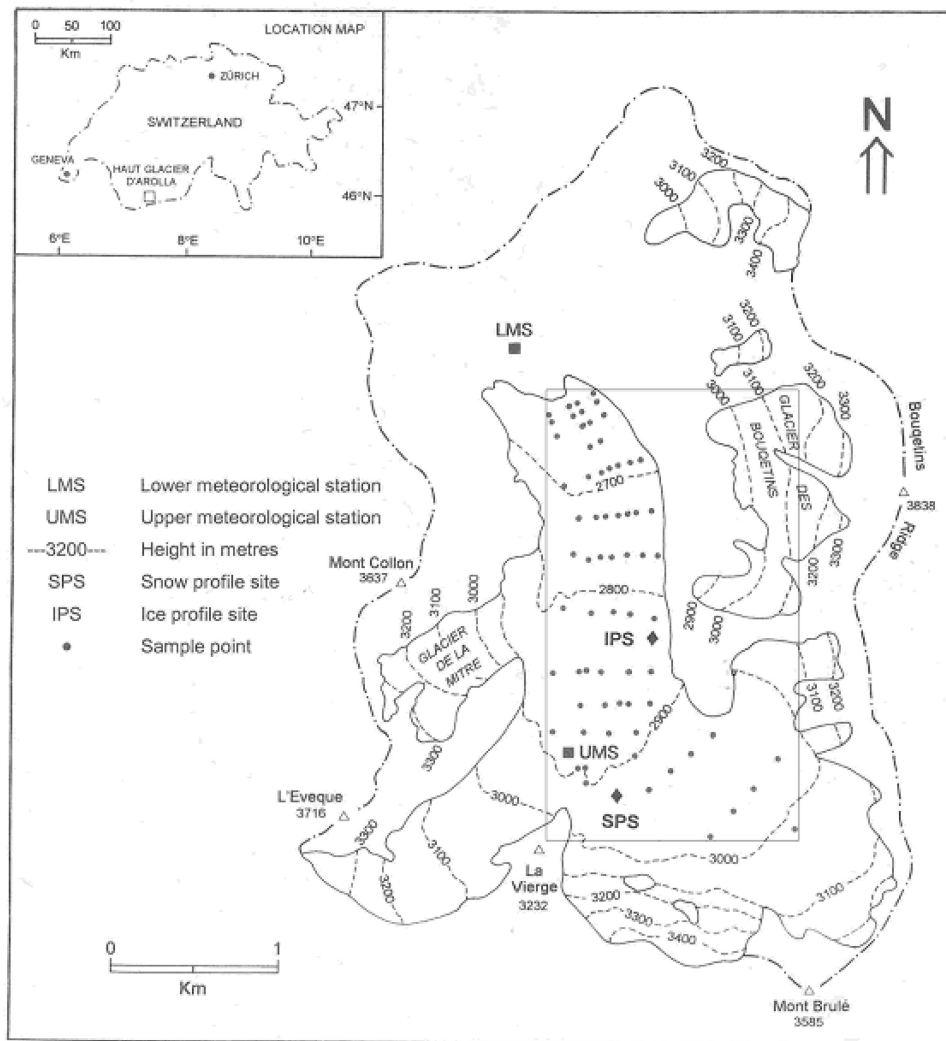 0 50 100
Km
LOCATION MAP
ZÜRICH
47°N
SWITZERLAND
GENEVA
HAUT GLACIER
D'AROLLA
46°N
6°E
8°E
10°E
N
3200
3100
3000
3300
3400
LMS
3200
3100
3100
3000
3200
3300
GLACIER
DES
BOUQETINS
Bouqetins
Ridge
3838
2700
LMS Lower meteorological station
UMS Upper meteorological station
---3200--- Height in metres
SPS Snow profile site
IPS Ice profile site
Sample point
Mont Collon
3637
3200
3100
3000
GLACIER
DE LA
MITRE
2800
IPS
2900
3000
3200
3300
3100
3200
2900
UMS
3300
L'Eveque
3716
3000
SPS
3300
3200
3100
La
Vierge
3232
3000
3100
3200
3300
3400
0 1
Km
Mont Brulé
3585